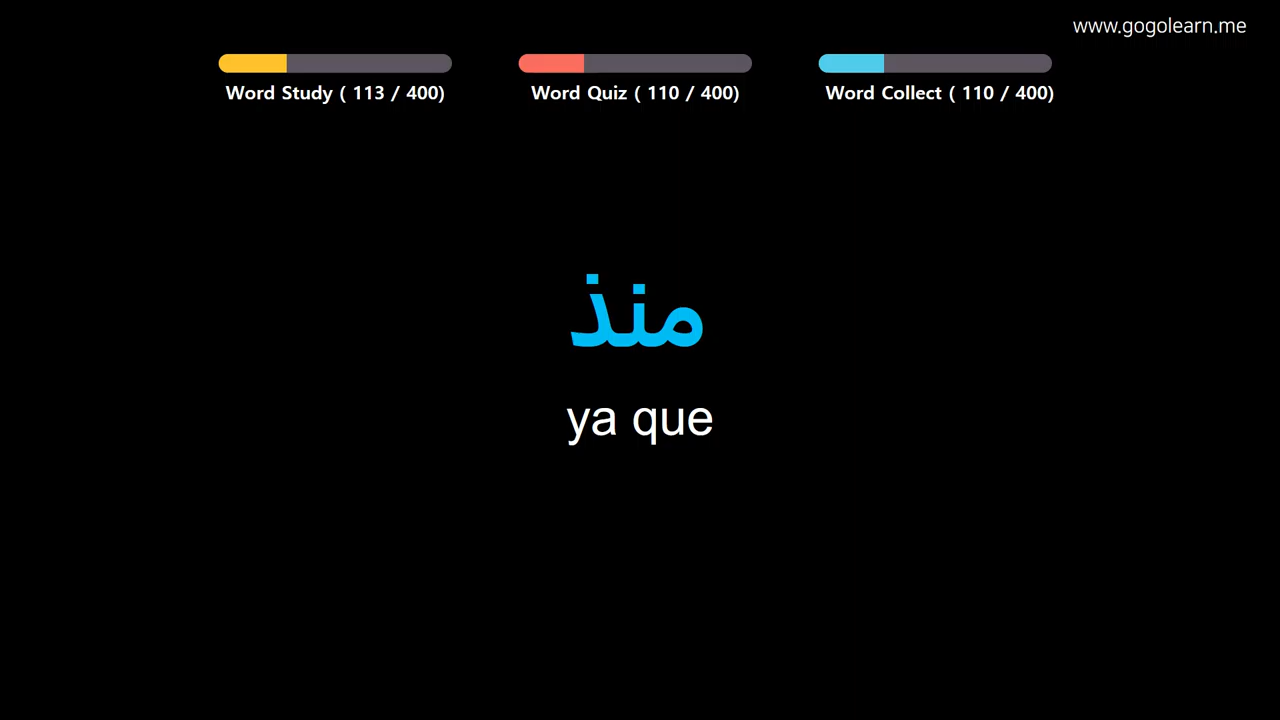 www.gogolearn.me
Word Study ( 113 / 400)
Word Quiz ( 110 / 400)
Word Collect ( 110 / 400)
منذ
ya que